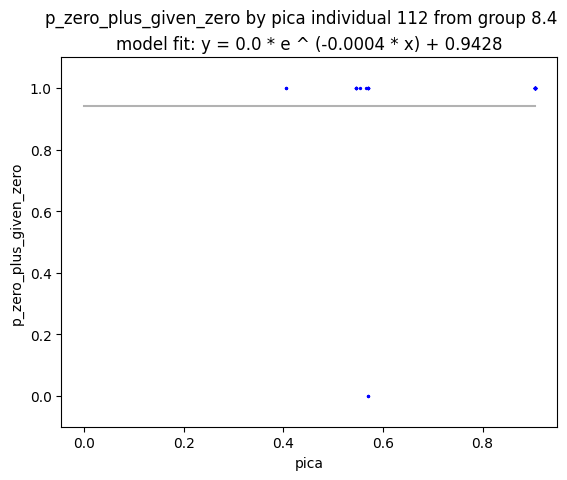 p_zero_plus_given_zero by pica individual 112 from group 8.4
model fit: y = 0.0 * e ^ (-0.0004 * x) + 0.9428
1.0
0.8
0.6
0.4
0.2
0.0
p_zero_plus_given_zero
0.0 0.2 0.4 0.6 0.8
pica